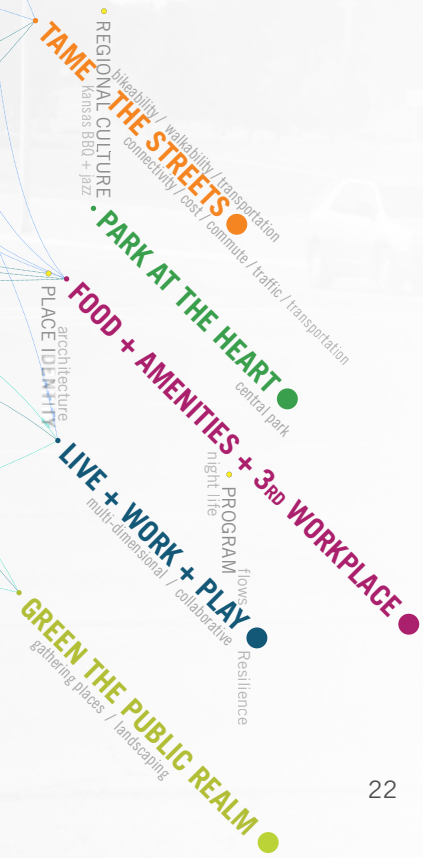 TAME THE STREETS
bikeability / walkability / transportation
connectivity / cost / commute / traffic / transportation
REGIONAL CULTURE
Kansas BBQ + jazz
PARK AT THE HEART
central park
FOOD + AMENITIES + 3RD WORKPLACE
PLACE IDENTITY
arcchitecture
night life
PROGRAM
flows
Resilience
LIVE + WORK + PLAY
multi-dimensional / collaborative
GREEN THE PUBLIC REALM
gathering places / landscaping
22